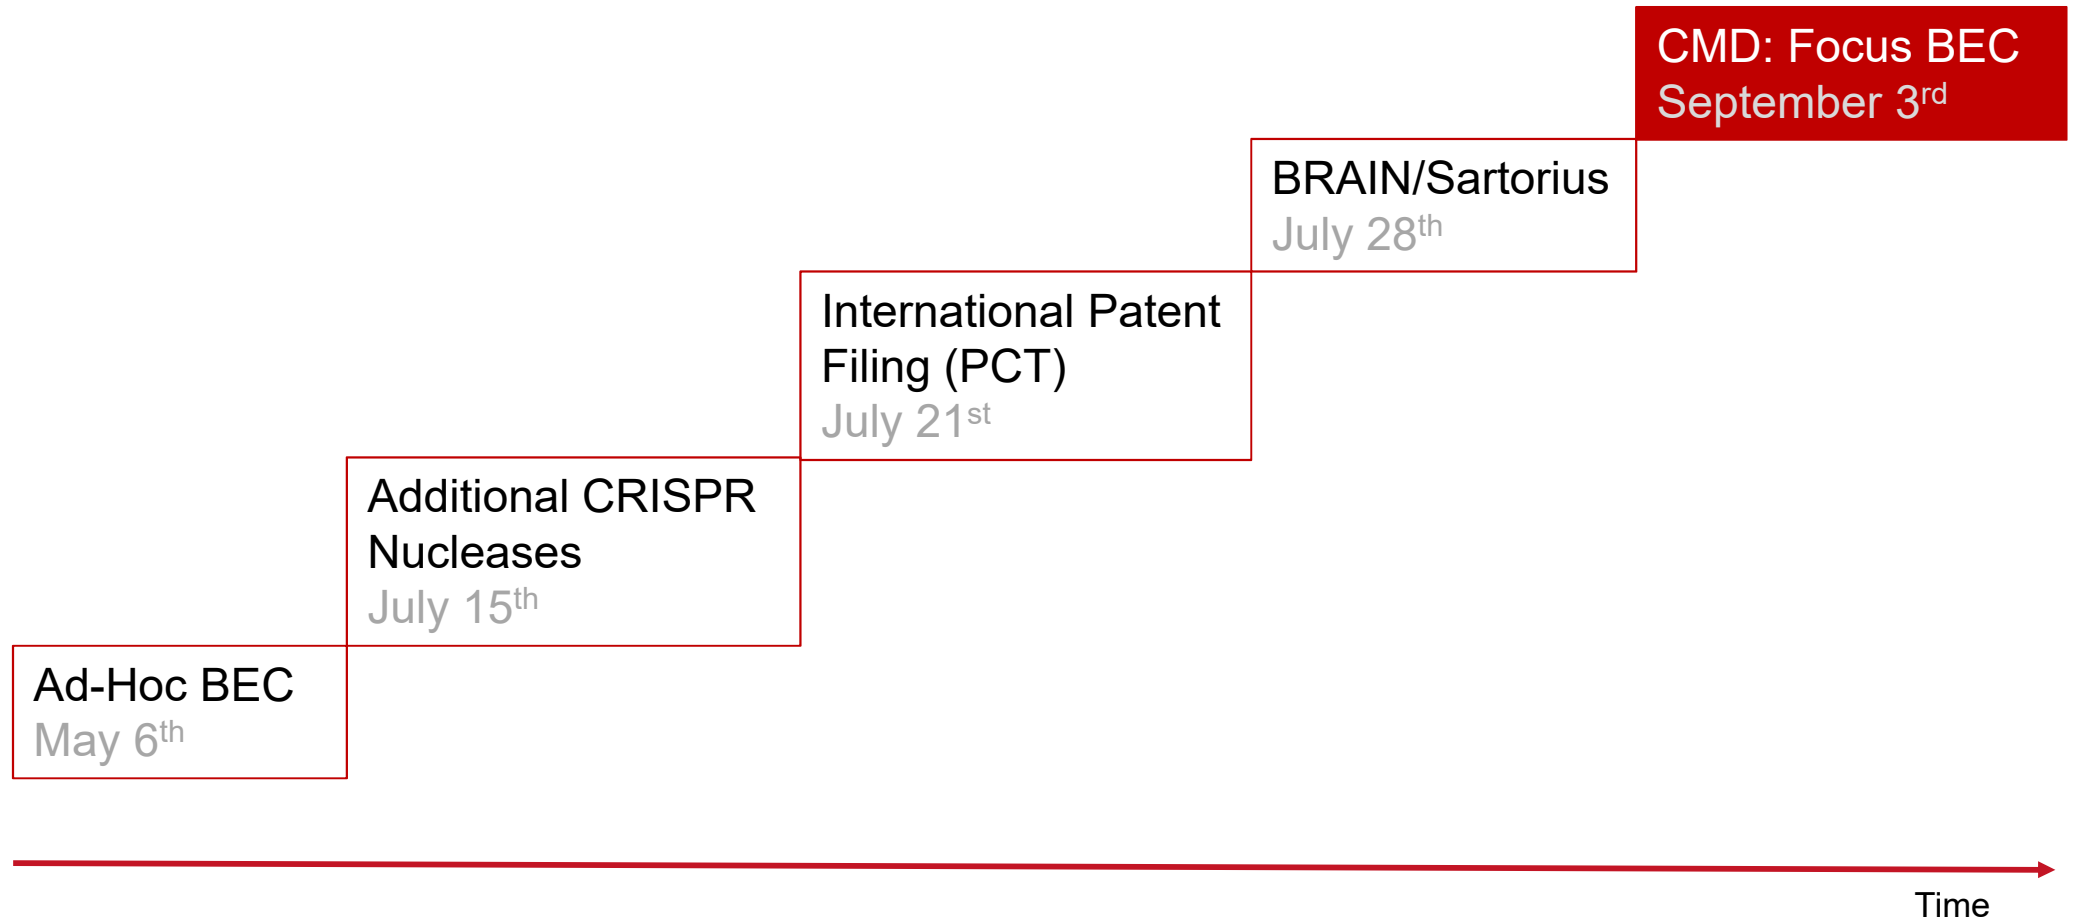 CMD: Focus BEC
September 3rd
BRAIN/Sartorius
July 28th
International Patent
Filing (PCT)
July 21st
Additional CRISPR
Nucleases
July 15th
Ad-Hoc BEC
May 6th
Time